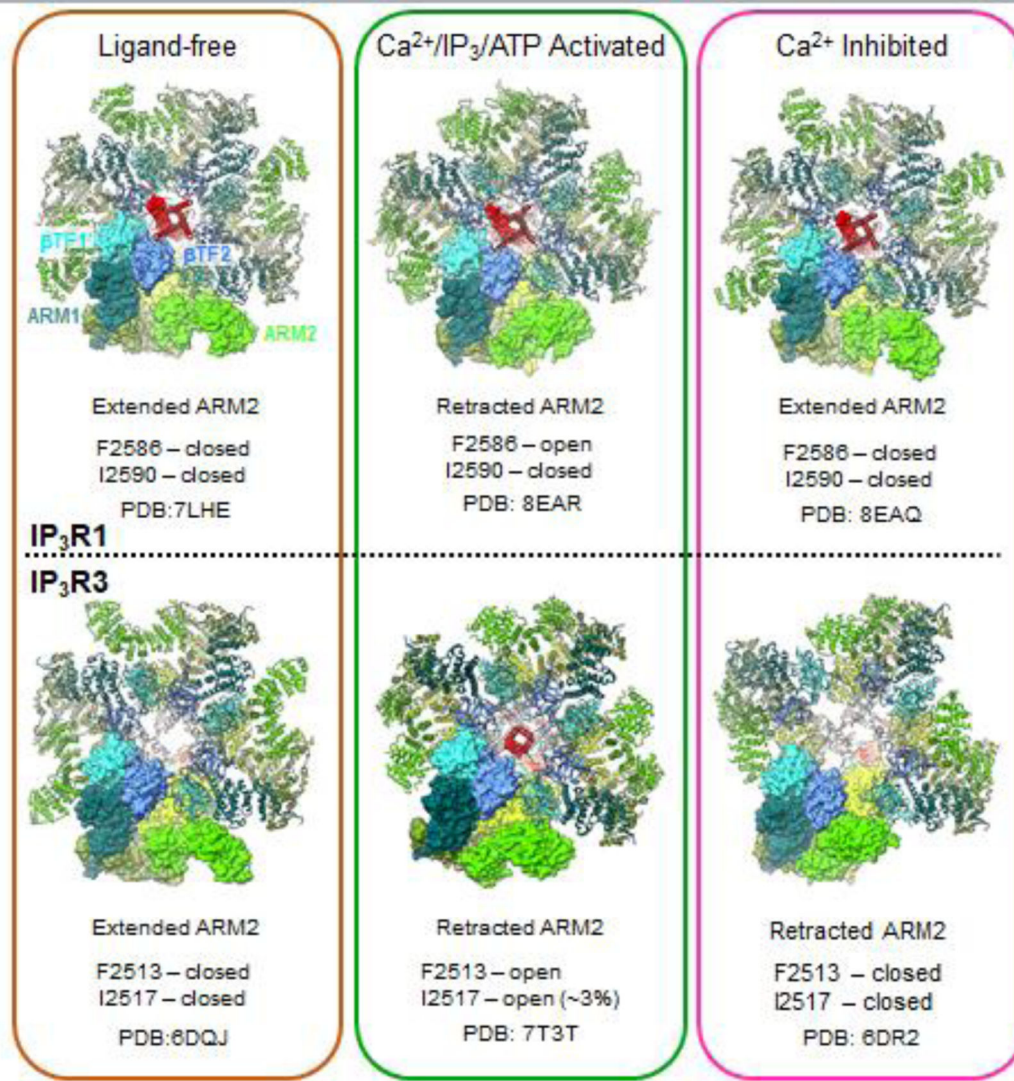 Ligand-free
Ca²⁺/IP₃/ATP Activated
Ca²⁺ Inhibited
βTF1
βTF2
ARM1
ARM2
Extended ARM2
F2586 – closed
I2590 – closed
PDB:7LHE
Retracted ARM2
F2586 – open
I2590 – closed
PDB: 8EAR
Extended ARM2
F2586 – closed
I2590 – closed
PDB: 8EAQ
IP₃R1
IP₃R3
Extended ARM2
F2513 – closed
I2517 – closed
PDB:6DQJ
Retracted ARM2
F2513 – open
I2517 – open (~3%)
PDB: 7T3T
Retracted ARM2
F2513 – closed
I2517 – closed
PDB: 6DR2